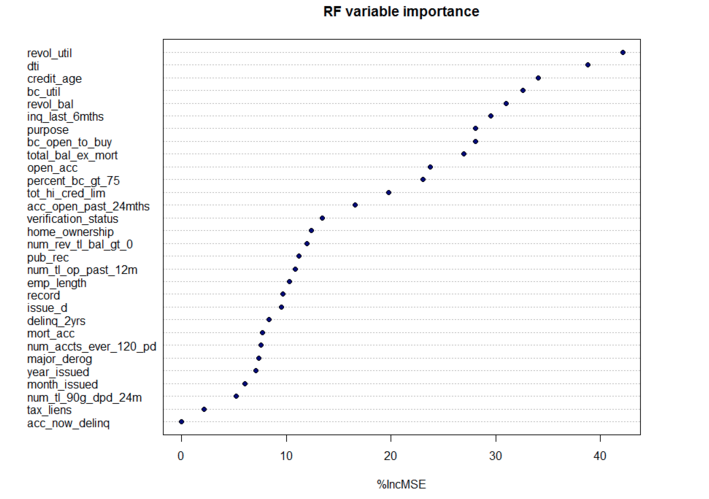 RF variable importance
revol_util
dti
credit_age
bc_util
revol_bal
inq_last_6mths
purpose
bc_open_to_buy
total_bal_ex_mort
open_acc
percent_bc_gt_75
tot_hi_cred_lim
acc_open_past_24mths
verification_status
home_ownership
num_rev_tl_bal_gt_0
pub_rec
num_tl_op_past_12m
emp_length
record
issue_d
delinq_2yrs
mort_acc
num_accts_ever_120_pd
major_derog
year_issued
month_issued
num_tl_90g_dpd_24m
tax_liens
acc_now_delinq
0 10 20 30 40
%IncMSE